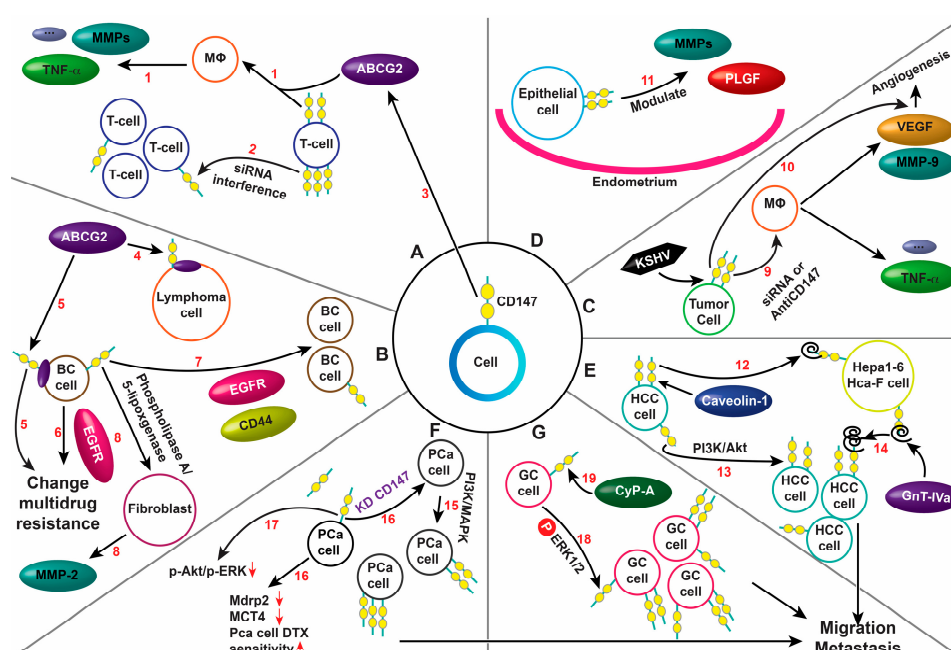 ...
MMPs
TNF-α
1
MΦ
1
ABCG2
T-cell
T-cell
T-cell
2
siRNA
interference
T-cell
3
A
ABCG2
4
Lymphoma
cell
5
BC
cell
5
6
EGFR
8
Phospholipase A/
5-lipoxgenase
7
EGFR
CD44
BC
cell
BC
cell
B
Change
multidrug
resistance
Fibroblast
8
MMP-2
D
Epithelial
cell
11
Modulate
MMPs
PLGF
Endometrium
Angiogenesis
VEGF
MMP-9
10
MΦ
KSHV
9
Tumor
Cell
siRNA or
AntiCD147
...
TNF-α
C
CD147
Cell
E
HCC
cell
12
Caveolin-1
Hepa1-6
Hca-F cell
PI3K/Akt
13
14
GnT-IVa
HCC
cell
HCC
cell
HCC
cell
F
PCa
cell
KD CD147
16
15
PI3K/MAPK
17
PCa
cell
PCa
cell
PCa
cell
p-Akt/p-ERK
16
Mdrp2
MCT4
Pca cell DTX
aensitivity
G
GC
cell
19
CyP-A
P
ERK1/2
18
GC
cell
GC
cell
GC
cell
Migration
Metastasis